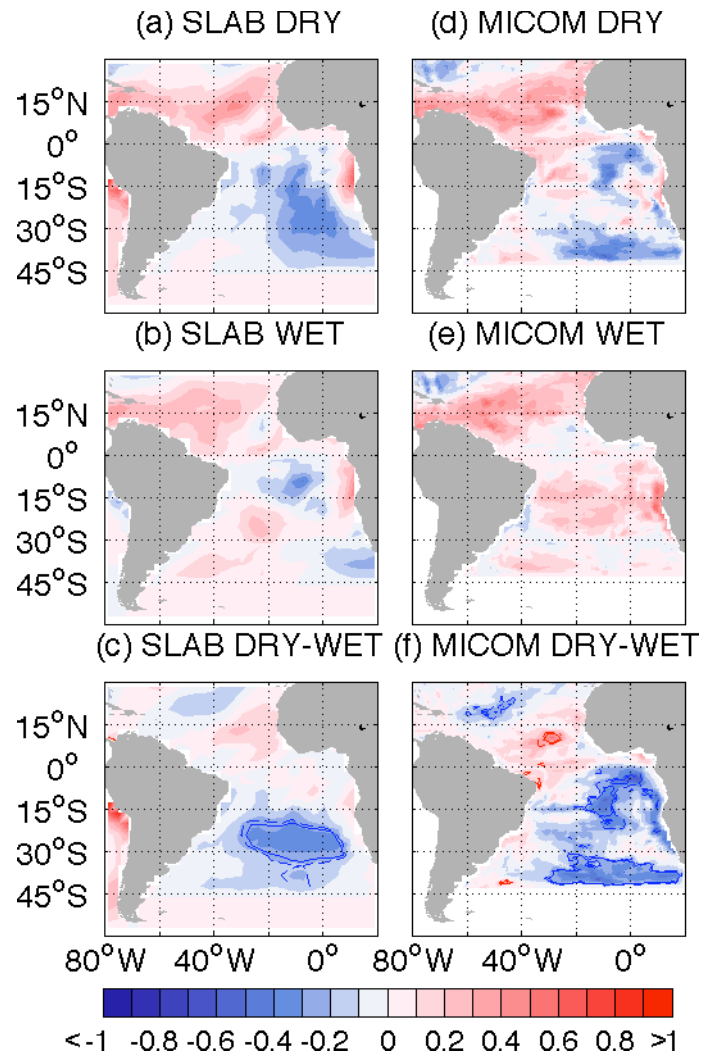 (a) SLAB DRY
(d) MICOM DRY
15°N
0°
15°S
30°S
45°S
(b) SLAB WET
(e) MICOM WET
15°N
0°
15°S
30°S
45°S
(c) SLAB DRY-WET
(f) MICOM DRY-WET
15°N
0°
15°S
30°S
45°S
80°W 40°W 0° 80°W 40°W 0°
<-1 -0.8 -0.6 -0.4 -0.2 0 0.2 0.4 0.6 0.8 >1